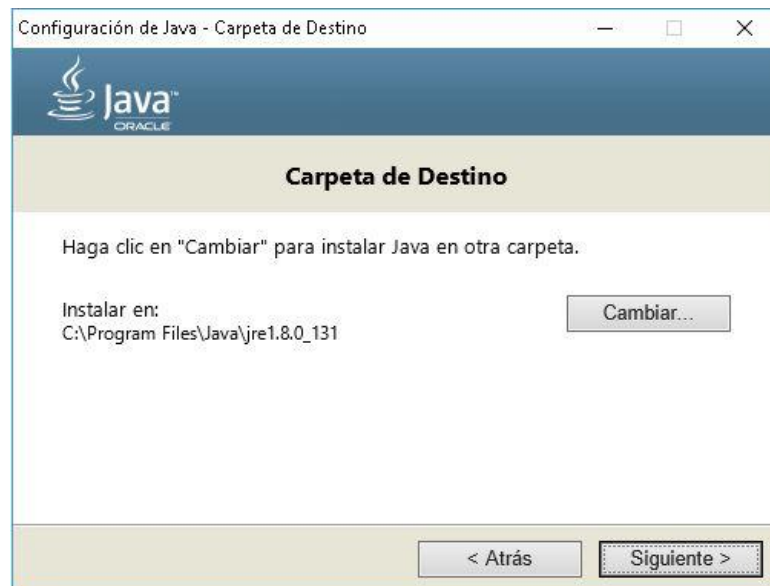 Configuración de Java - Carpeta de Destino
Java™
ORACLE
Carpeta de Destino
Haga clic en "Cambiar" para instalar Java en otra carpeta.
Instalar en:
Cambiar...
C:\Program Files\Java\jre1.8.0_131
< Atrás
Siguiente >